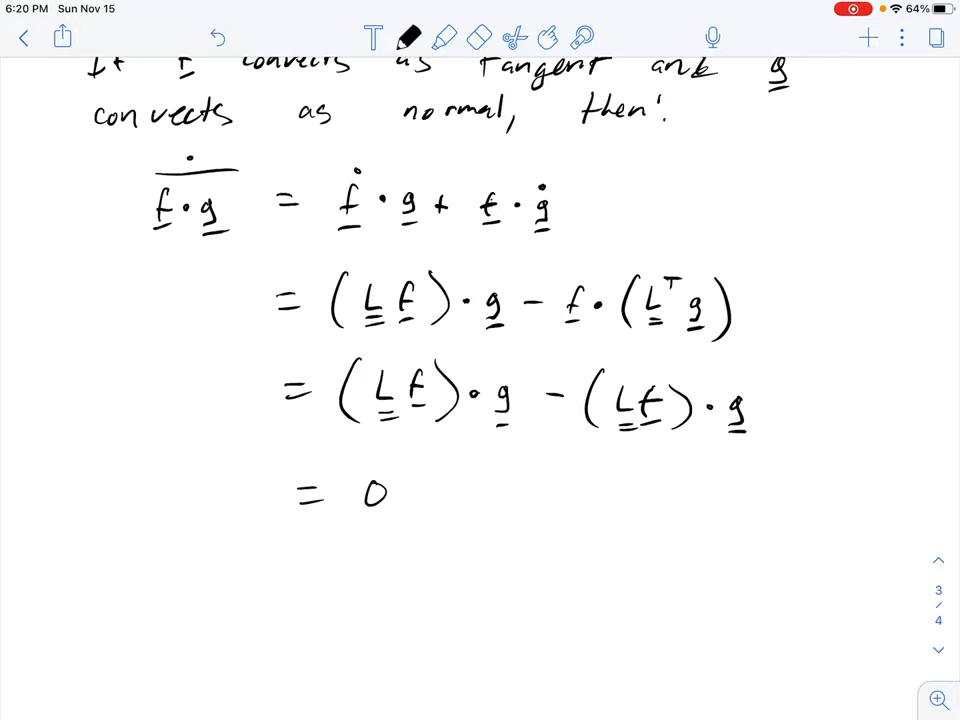 6:20 PM Sun Nov 15 64%
If f convects as tangent and g
convects as normal, then:
˙(f · g) = ḟ · g + f · ġ
= (L f) · g − f · (Lᵀ g)
= (L f) · g − (L f) · g
= 0
3
/
4